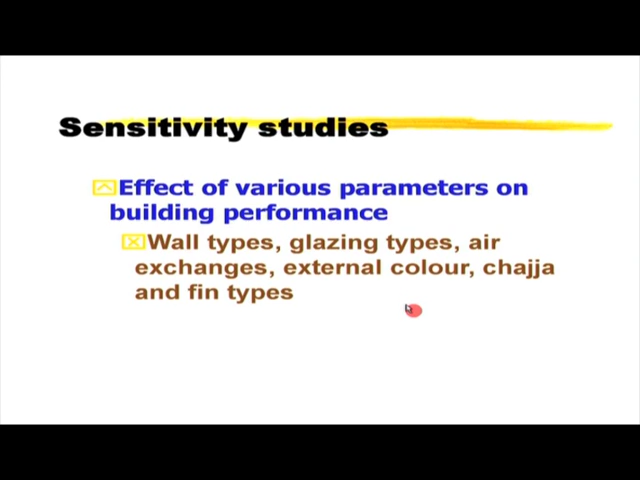 Sensitivity studies
Effect of various parameters on
building performance
Wall types, glazing types, air
exchanges, external colour, chajja
and fin types